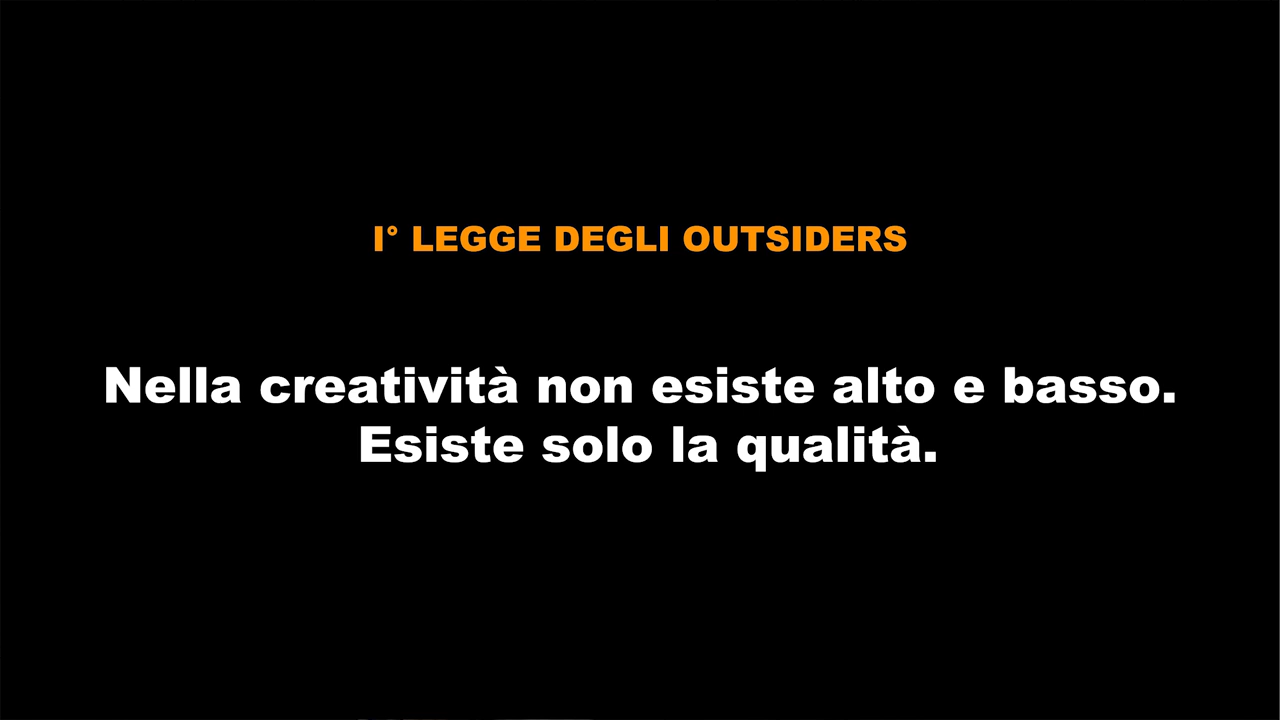 I° LEGGE DEGLI OUTSIDERS
Nella creatività non esiste alto e basso.
Esiste solo la qualità.